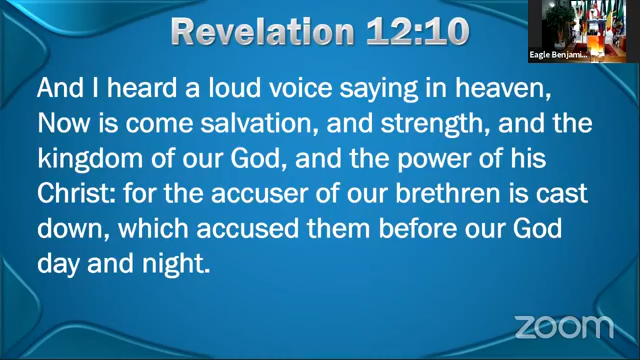 Revelation 12:10
Eagle Benjami...
And I heard a loud voice saying in heaven,
Now is come salvation, and strength, and the
kingdom of our God, and the power of his
Christ: for the accuser of our brethren is cast
down, which accused them before our God
day and night.
zoom